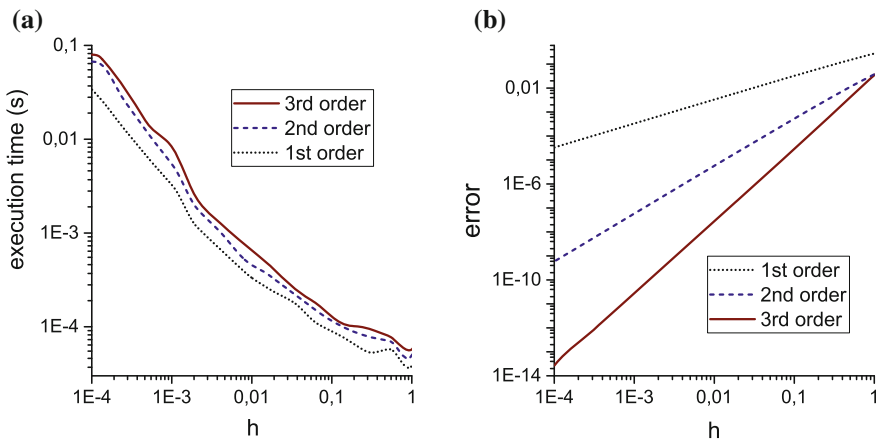 (a)
execution time (s)
0,1
0,01
1E-3
1E-4
3rd order
2nd order
1st order
1E-4
1E-3
0,01
0,1
1
h
(b)
error
0,01
1E-6
1E-10
1E-14
1st order
2nd order
3rd order
1E-4
1E-3
0,01
0,1
1
h